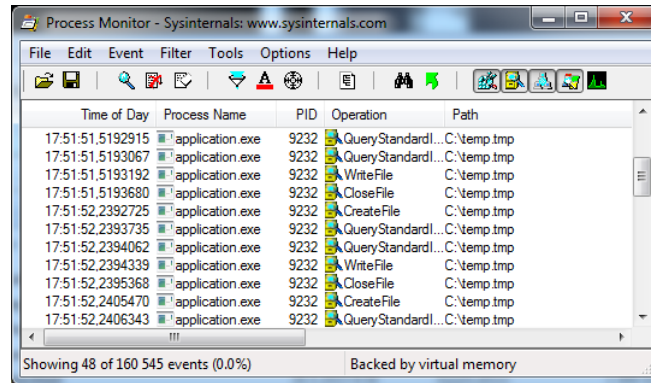 Process Monitor - Sysinternals: www.sysinternals.com
File Edit Event Filter Tools Options Help
Time of Day Process Name PID Operation Path
17:51:51,5192915 application.exe 9232 QueryStandardI... C:\temp.tmp
17:51:51,5193067 application.exe 9232 QueryStandardI... C:\temp.tmp
17:51:51,5193192 application.exe 9232 WriteFile C:\temp.tmp
17:51:51,5193680 application.exe 9232 CloseFile C:\temp.tmp
17:51:52,2392725 application.exe 9232 CreateFile C:\temp.tmp
17:51:52,2393735 application.exe 9232 QueryStandardI... C:\temp.tmp
17:51:52,2394062 application.exe 9232 QueryStandardI... C:\temp.tmp
17:51:52,2394339 application.exe 9232 WriteFile C:\temp.tmp
17:51:52,2395368 application.exe 9232 CloseFile C:\temp.tmp
17:51:52,2405470 application.exe 9232 CreateFile C:\temp.tmp
17:51:52,2406343 application.exe 9232 QueryStandardI... C:\temp.tmp
Showing 48 of 160 545 events (0.0%) Backed by virtual memory